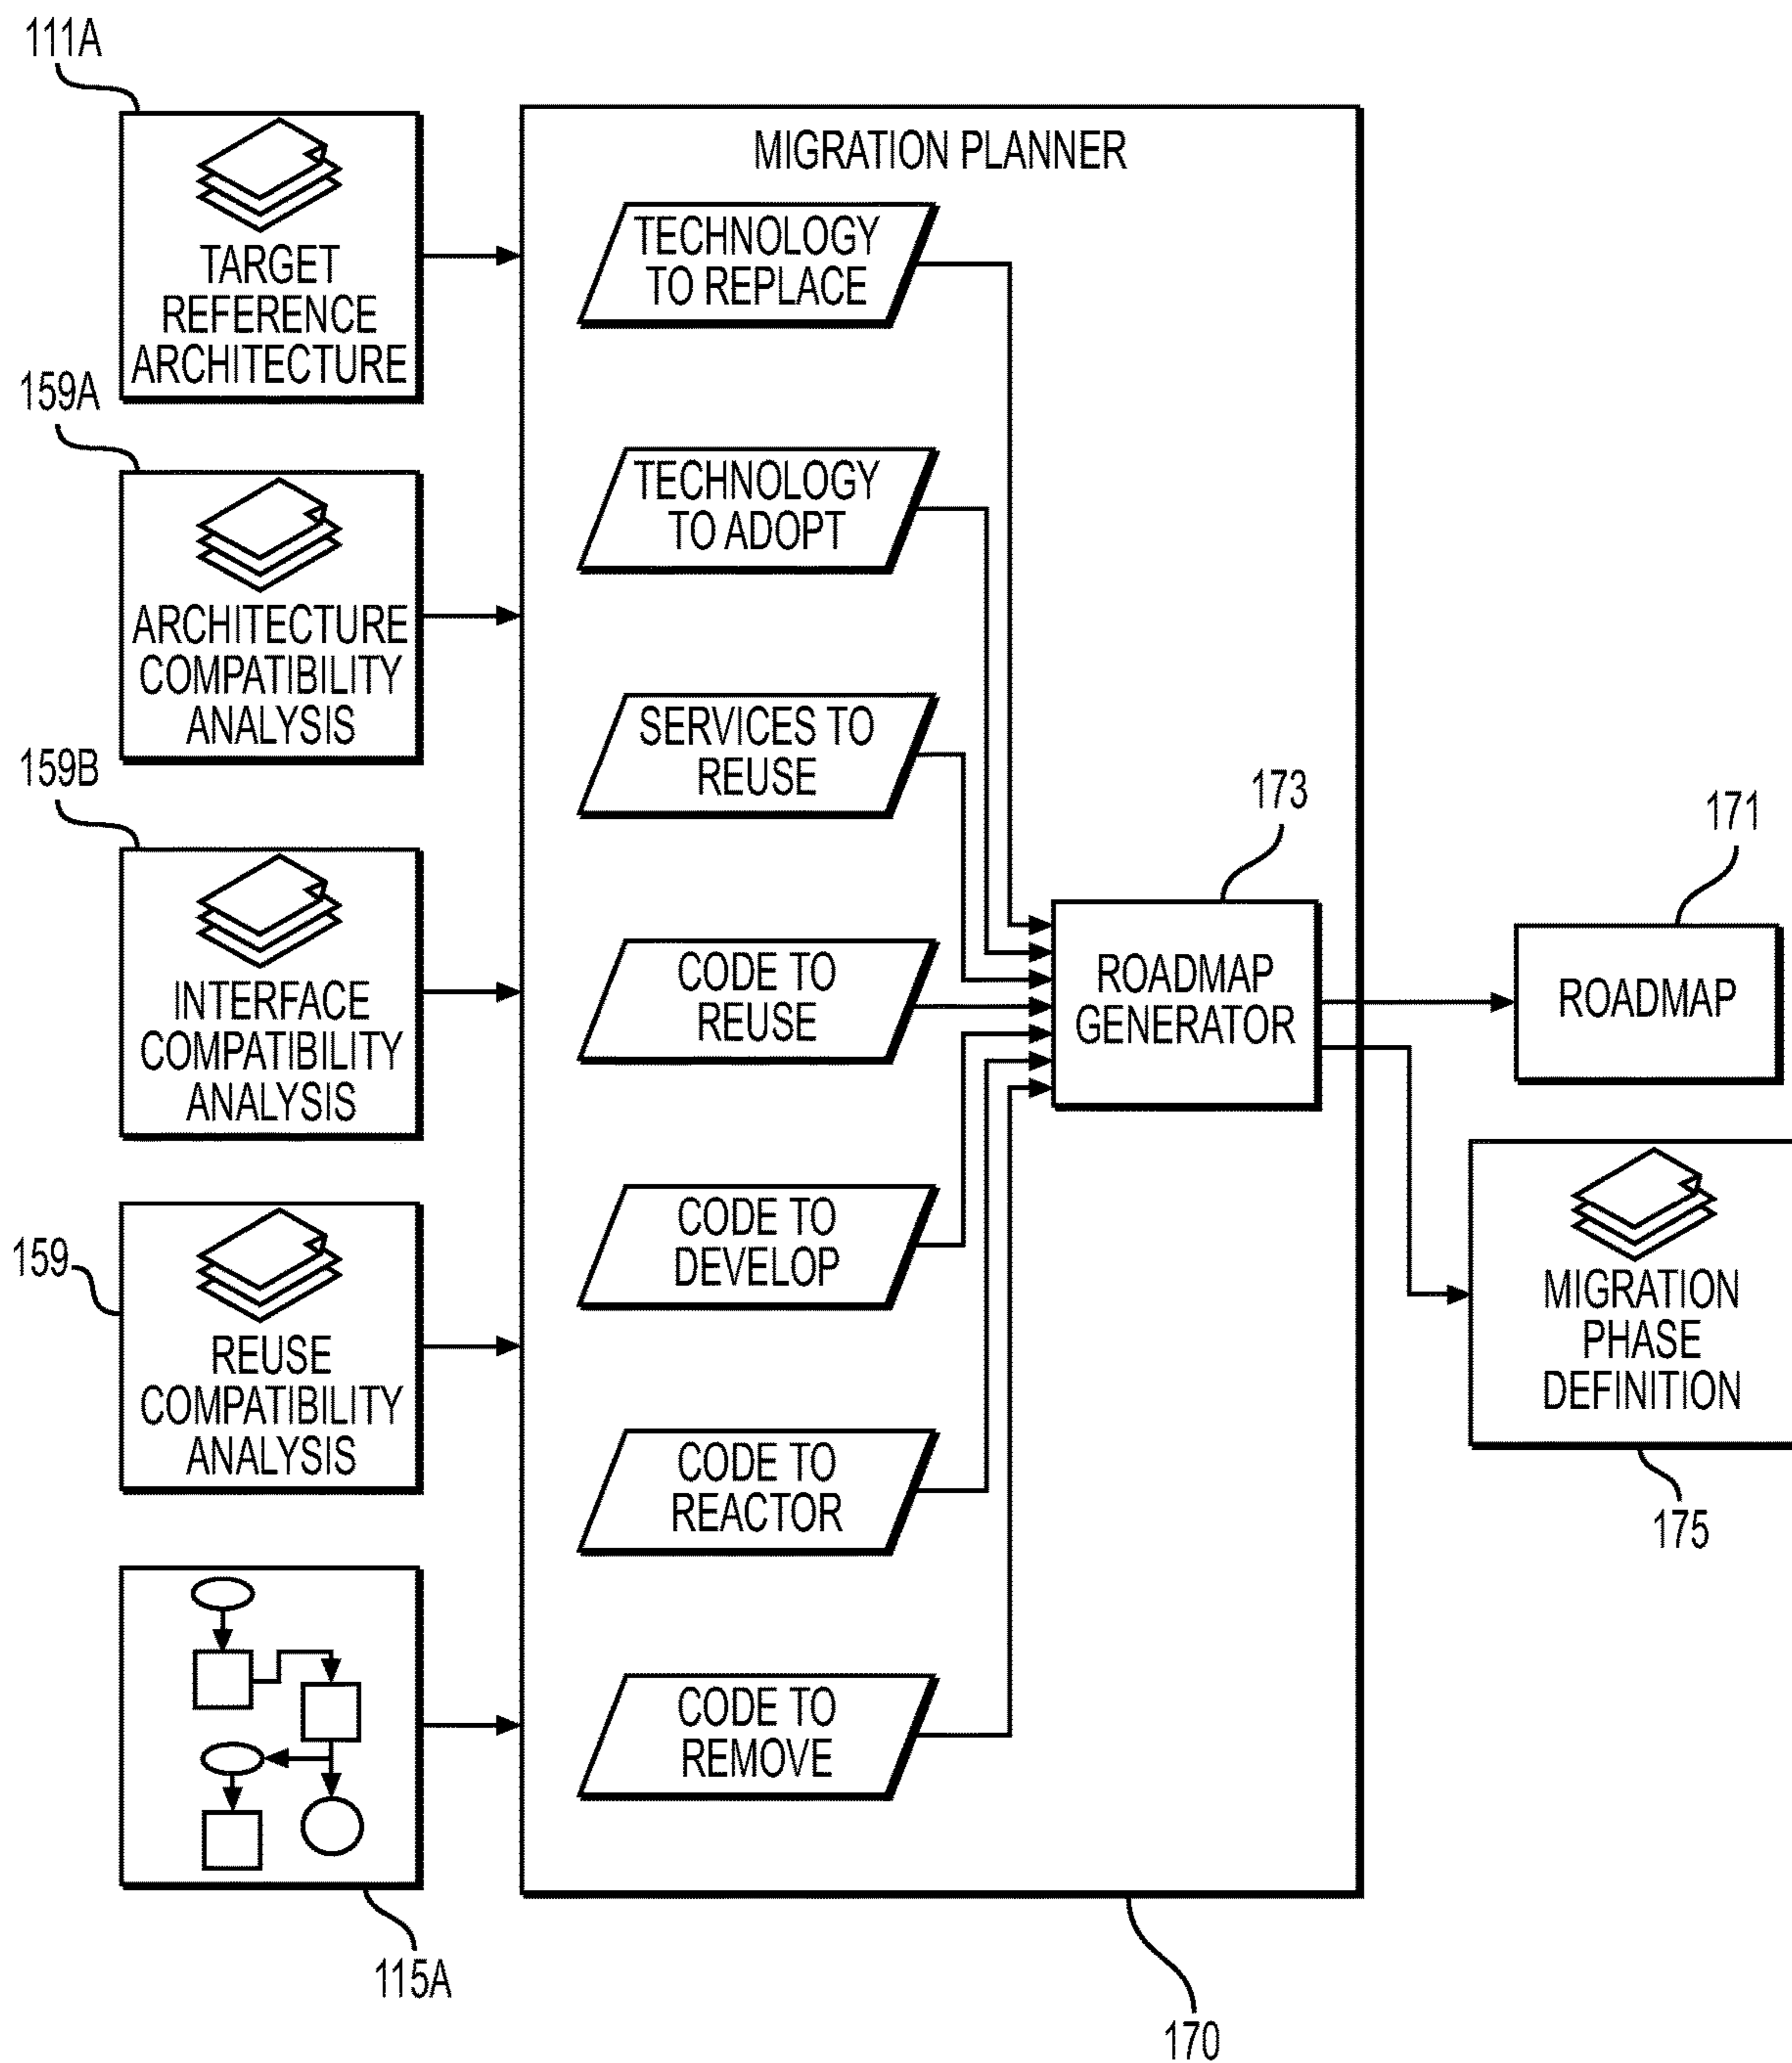 111A
TARGET
REFERENCE
ARCHITECTURE
159A
ARCHITECTURE
COMPATIBILITY
ANALYSIS
159B
INTERFACE
COMPATIBILITY
ANALYSIS
159
REUSE
COMPATIBILITY
ANALYSIS
115A
MIGRATION PLANNER
TECHNOLOGY
TO REPLACE
TECHNOLOGY
TO ADOPT
SERVICES TO
REUSE
CODE TO
REUSE
CODE TO
DEVELOP
CODE TO
REACTOR
CODE TO
REMOVE
173
ROADMAP
GENERATOR
170
171
ROADMAP
MIGRATION
PHASE
DEFINITION
175